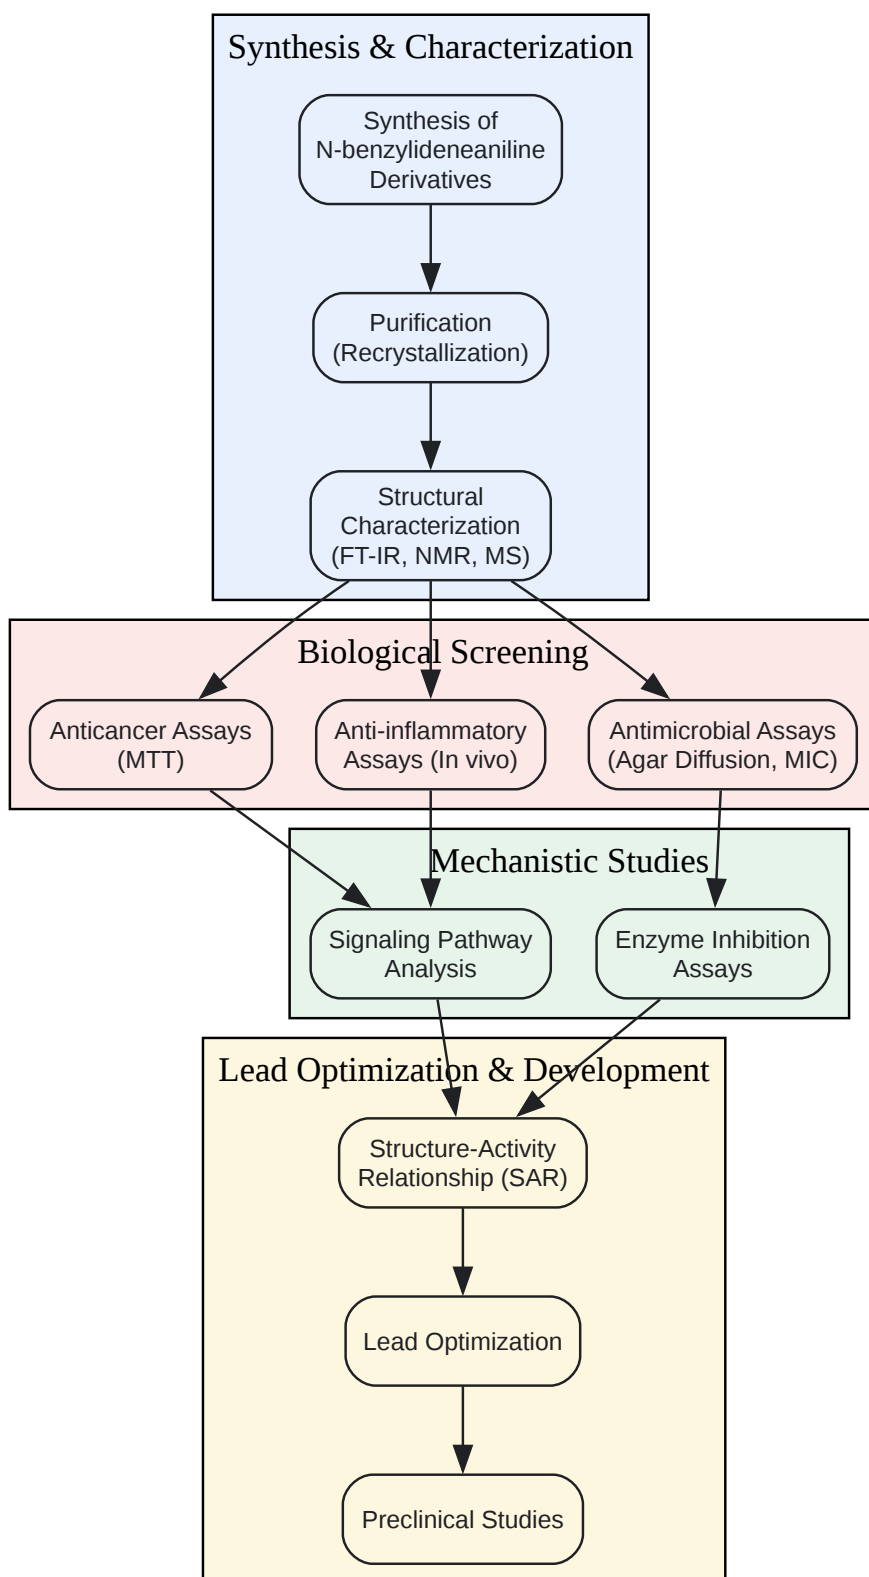 Synthesis & Characterization
Synthesis of
N-benzylideneaniline
Derivatives
Purification
(Recrystallization)
Structural
Characterization
(FT-IR, NMR, MS)
Biological Screening
Anticancer Assays
(MTT)
Anti-inflammatory
Assays (In vivo)
Antimicrobial Assays
(Agar Diffusion, MIC)
Mechanistic Studies
Signaling Pathway
Analysis
Enzyme Inhibition
Assays
Lead Optimization & Development
Structure-Activity
Relationship (SAR)
Lead Optimization
Preclinical Studies